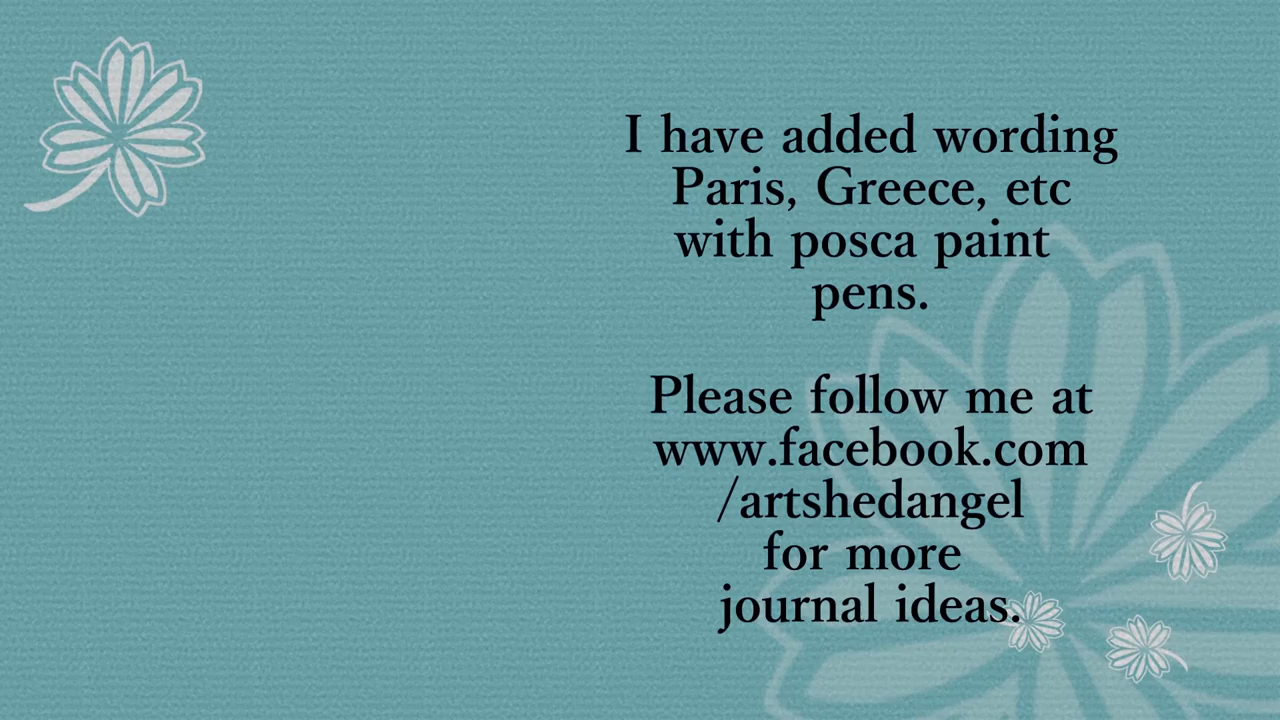 I have added wording
Paris, Greece, etc
with posca paint
pens.
Please follow me at
www.facebook.com
/artshedangel
for more
journal ideas.